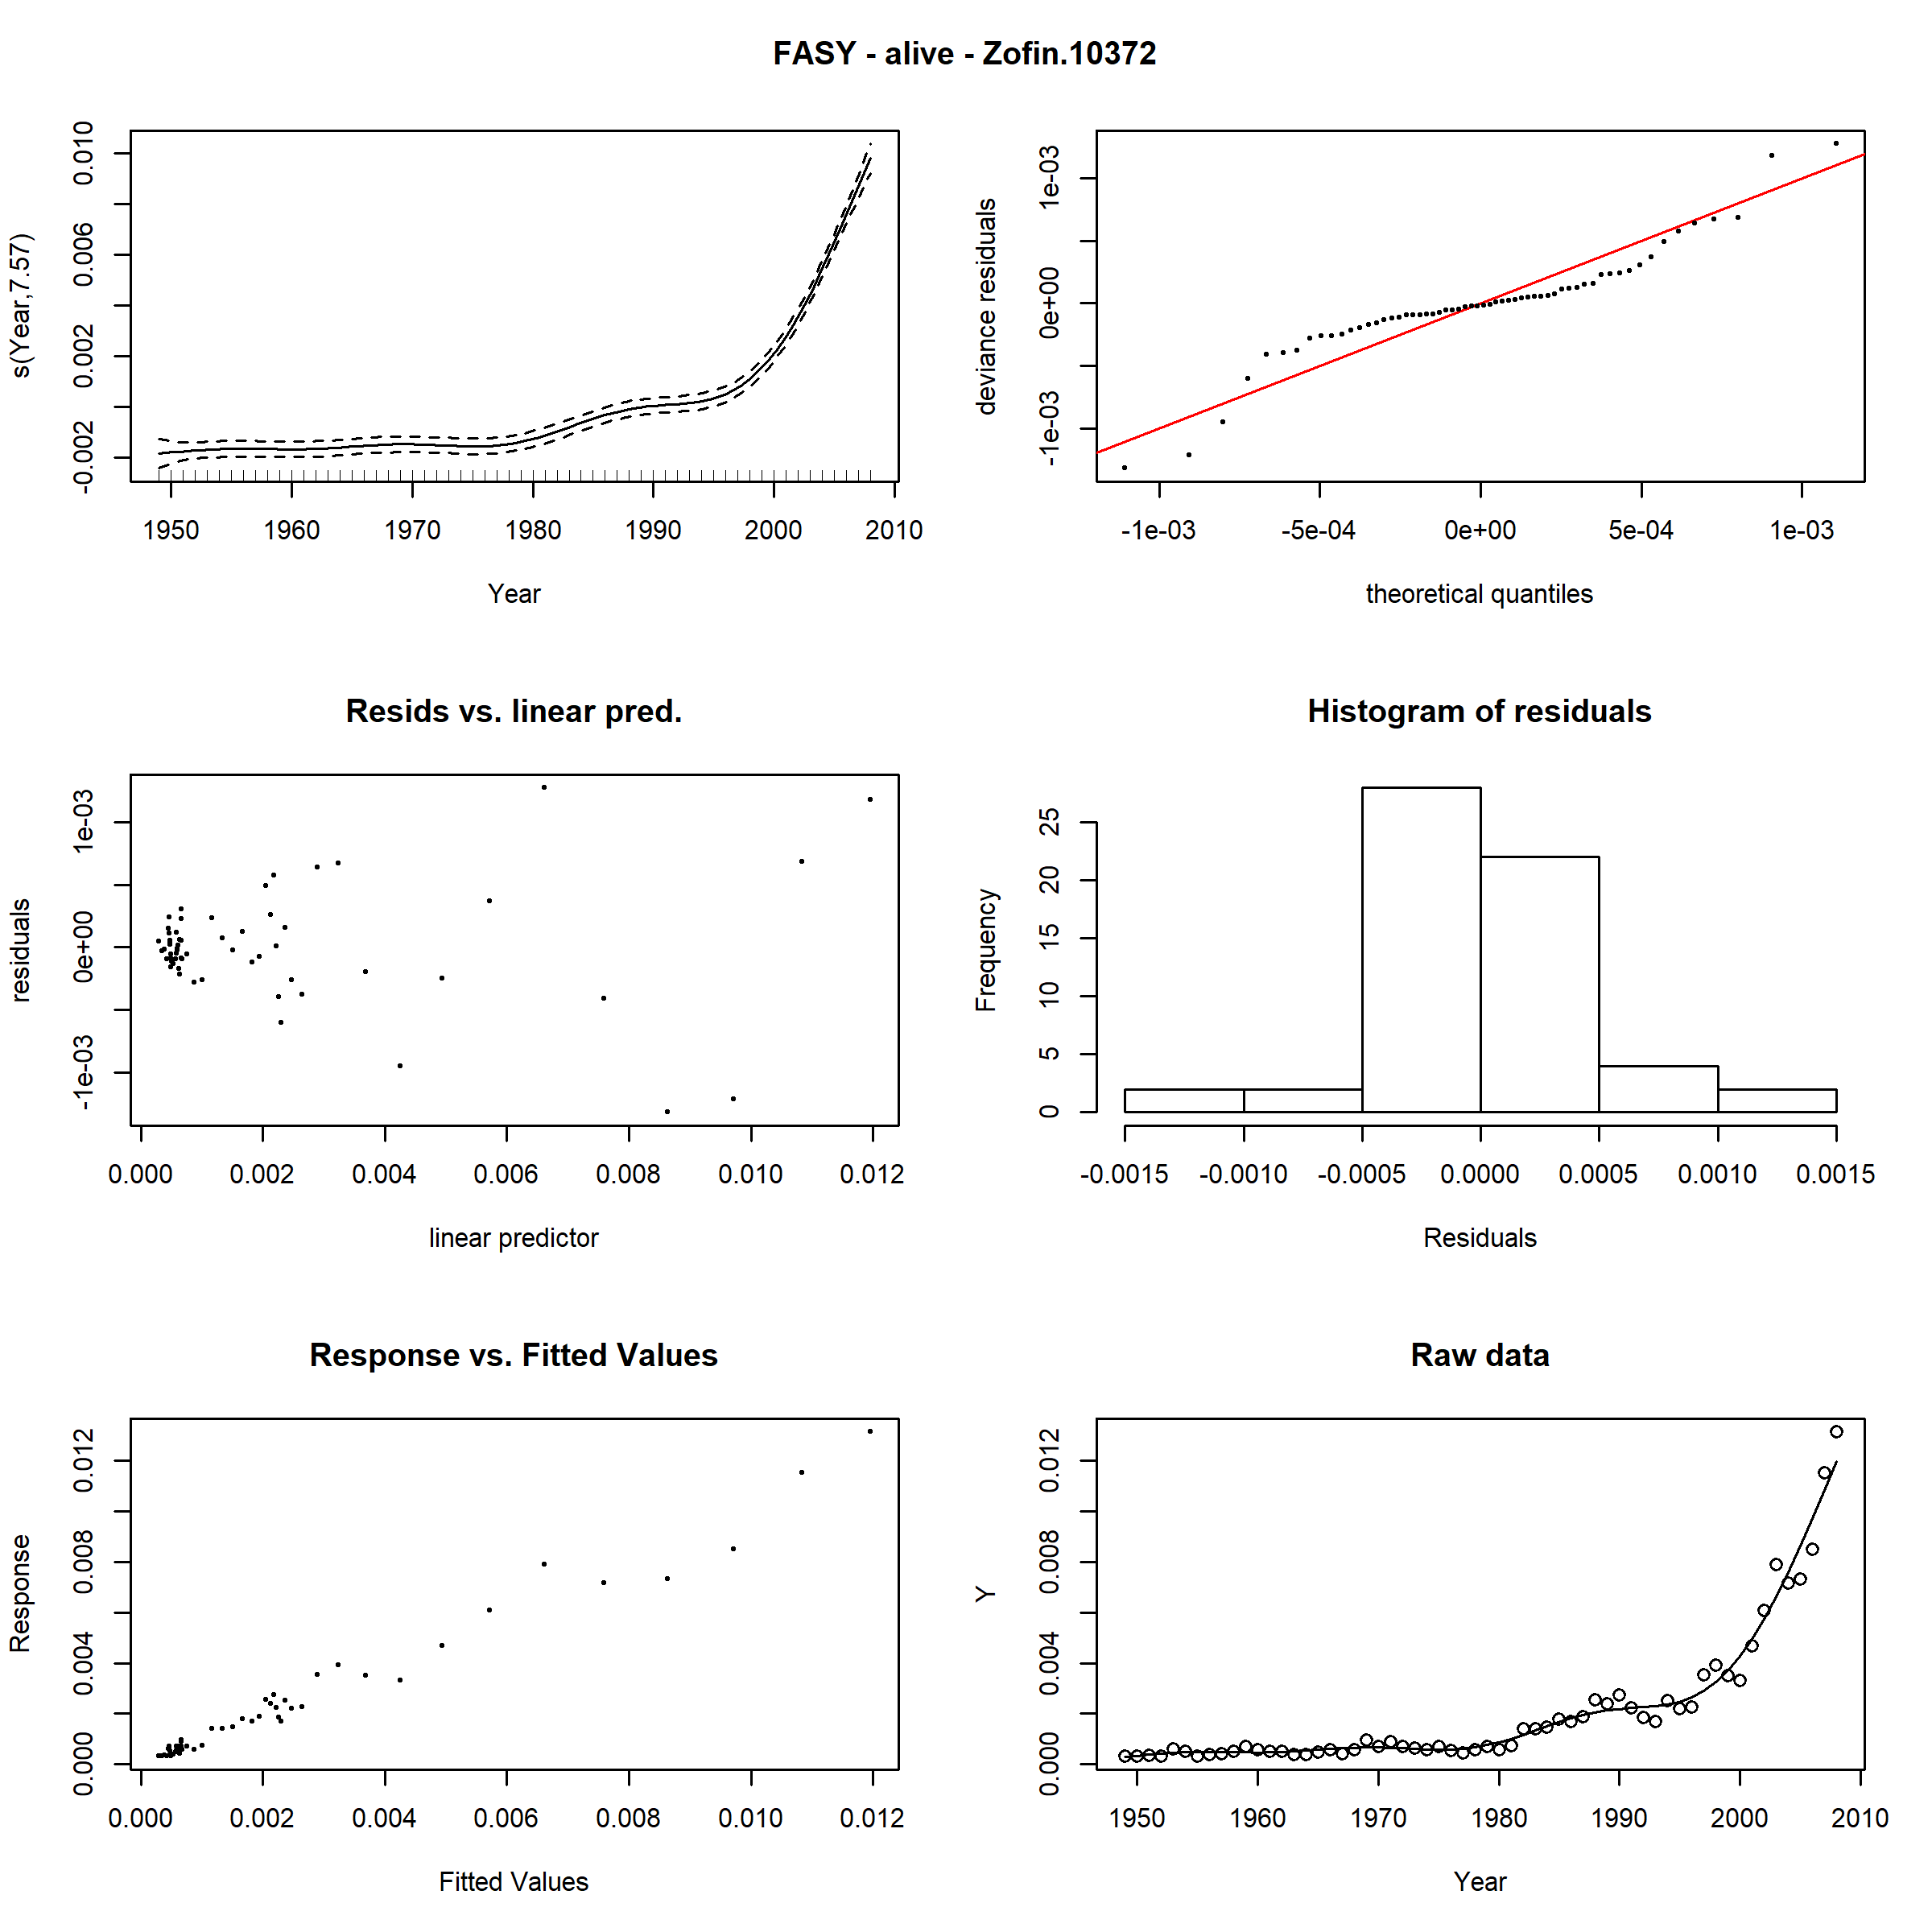 FASY - alive - Zofin.10372
s(Year,7.57)
0.010
0.006
0.002
-0.002
1950 1960 1970 1980 1990 2000 2010
Year
deviance residuals
1e-03
0e+00
-1e-03
-1e-03 -5e-04 0e+00 5e-04 1e-03
theoretical quantiles
Resids vs. linear pred.
residuals
1e-03
0e+00
-1e-03
0.000 0.002 0.004 0.006 0.008 0.010 0.012
linear predictor
Histogram of residuals
Frequency
25
20
15
10
5
0
-0.0015 -0.0010 -0.0005 0.0000 0.0005 0.0010 0.0015
Residuals
Response vs. Fitted Values
Response
0.012
0.008
0.004
0.000
0.000 0.002 0.004 0.006 0.008 0.010 0.012
Fitted Values
Raw data
Y
0.012
0.008
0.004
0.000
1950 1960 1970 1980 1990 2000 2010
Year